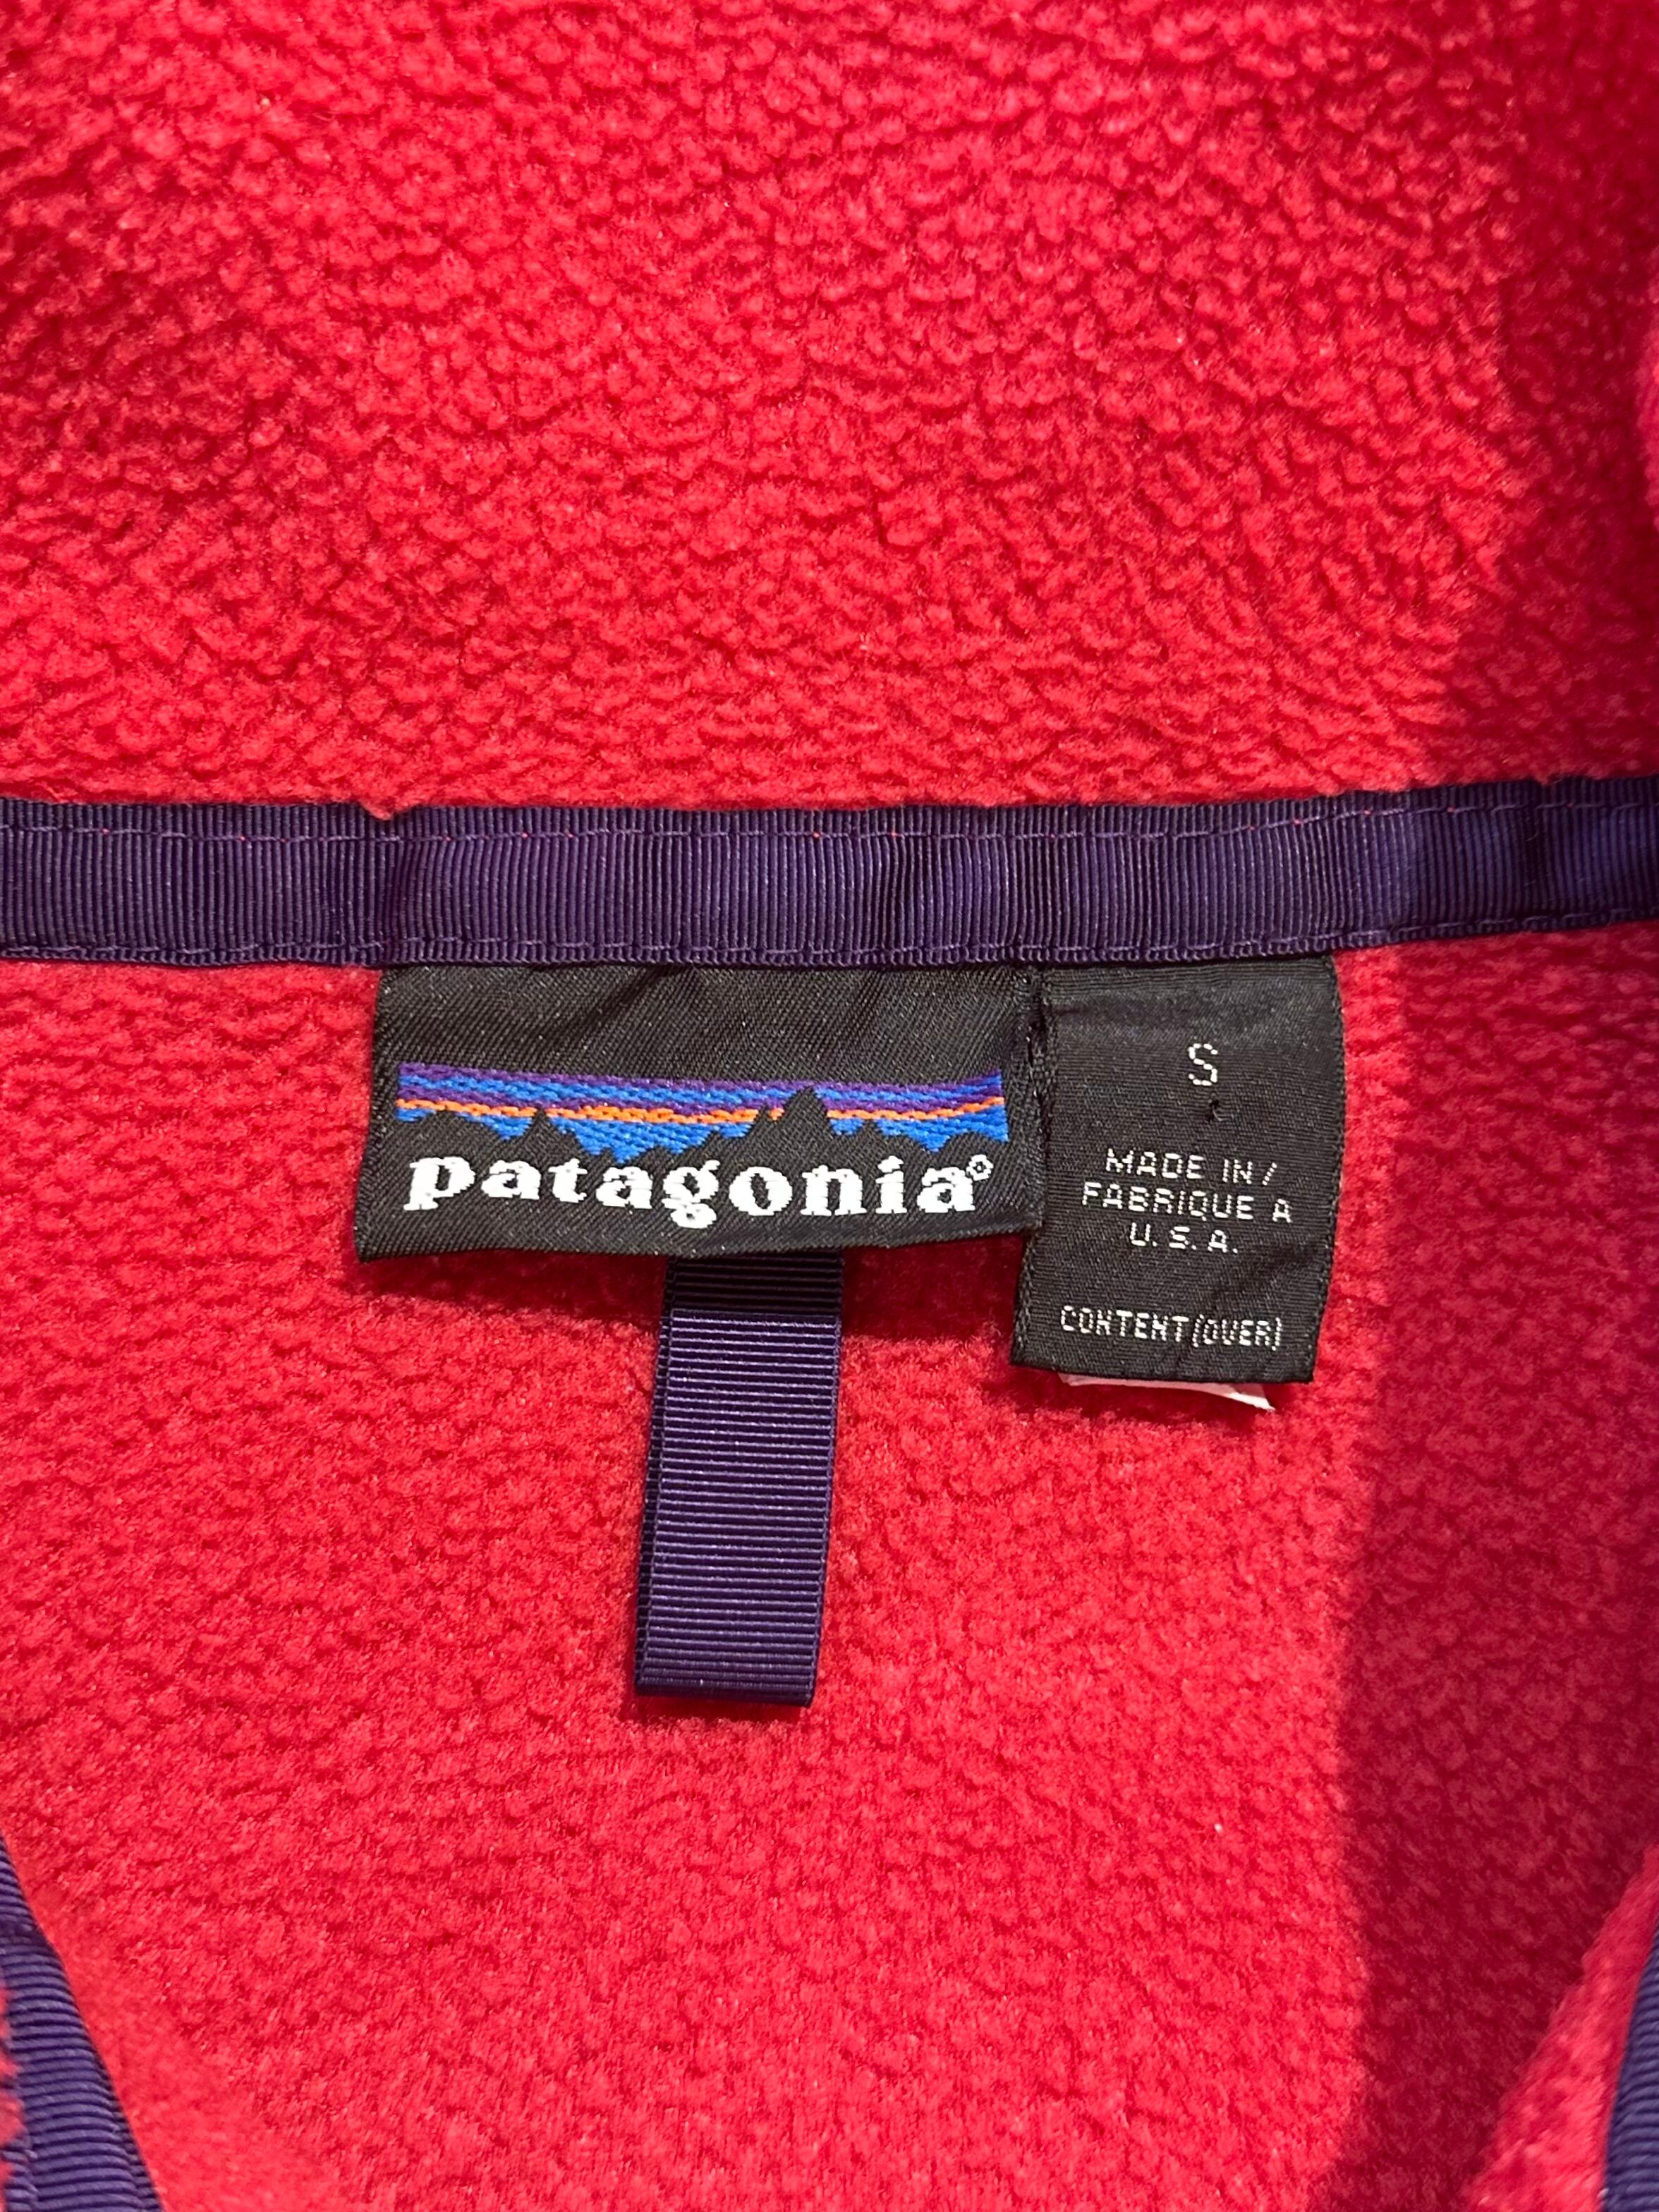 patagonia®
S
MADE IN/
FABRIQUE A
U.S.A.
CONTENT(OVER)